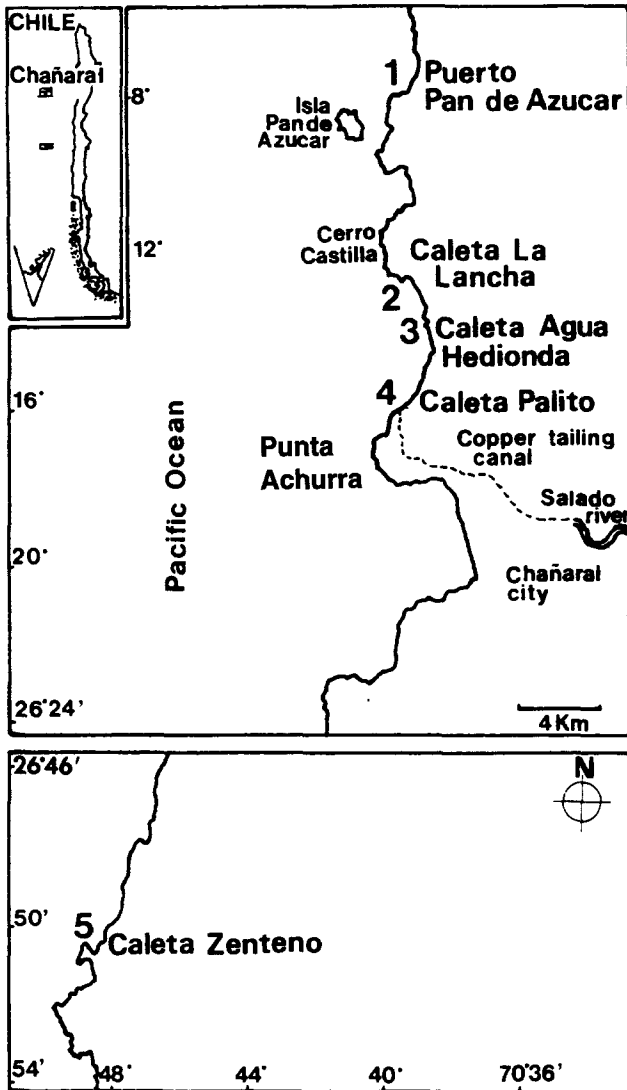 CHILE
Chañaral
8°
12°
16°
20°
26°24'
1 Puerto
Pan de Azucar
Isla
Pan de
Azucar
Cerro
Castilla
Caleta La
Lancha
2
3 Caleta Agua
Hedionda
4 Caleta Palito
Copper tailing
canal
Punta
Achurra
Salado
river
Chañaral
city
Pacific Ocean
4 Km
26°46'
N
50'
5
Caleta Zenteno
54'
48'
44'
40'
70°36'